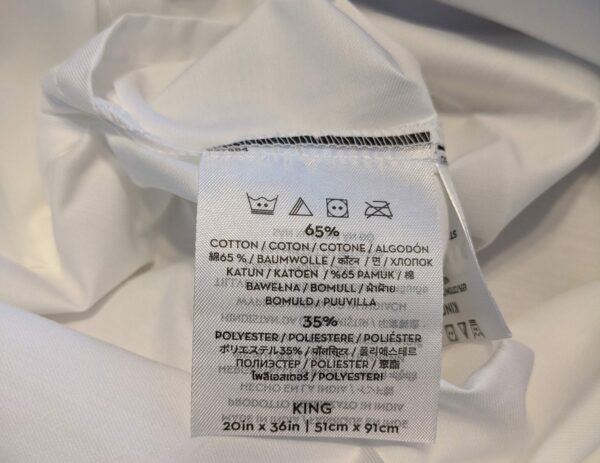 65%
COTTON / COTON / COTONE / ALGODÓN
綿65 % / BAUMWOLLE / कॉटन / 면 / ХЛОПОК
KATUN / KATOEN / %65 PAMUK / 棉
BAWEŁNA / BOMULL / ผ้าฝ้าย
BOMULD / PUUVILLA
35%
POLYESTER / POLIESTERE / POLIÉSTER
ポリエステル35% / पॉलिस्टर / 폴리에스테르
ПОЛИЭСТЕР / POLIESTER / 聚酯
โพลีเอสเตอร์ / POLYESTERI
KING
20in x 36in | 51cm x 91cm
KING